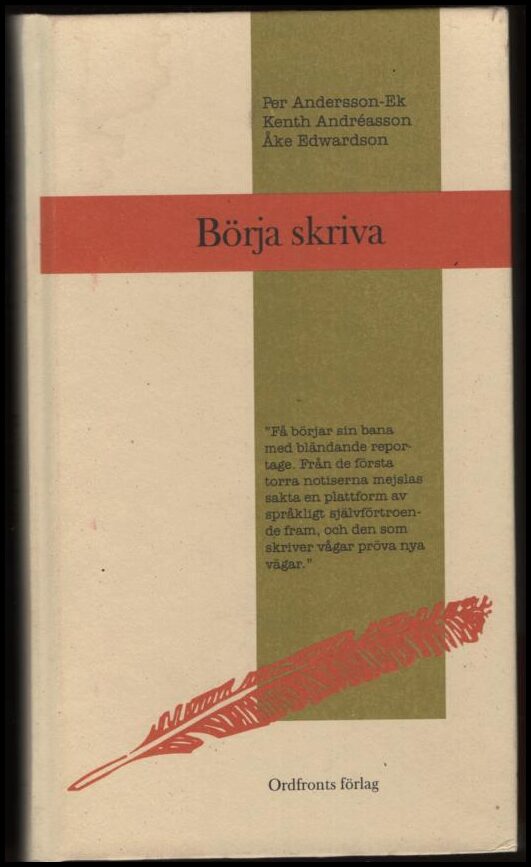 Per Andersson-Ek
Kenth Andréasson
Åke Edwardson
Börja skriva
"Få börjar sin bana
med bländande repor-
tage. Från de första
torra notiserna mejslas
sakta en plattform av
språkligt självförtroen-
de fram, och den som
skriver vågar pröva nya
vägar."
Ordfronts förlag